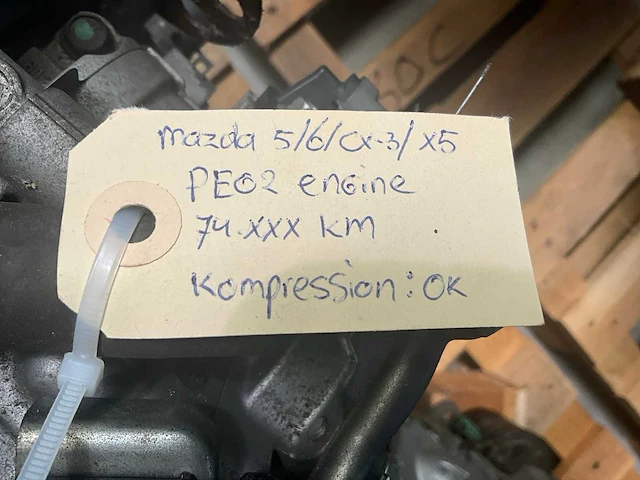 mazda 5/6/cx-3/x5
PE02 engine
74.xxx km
Kompression: OK